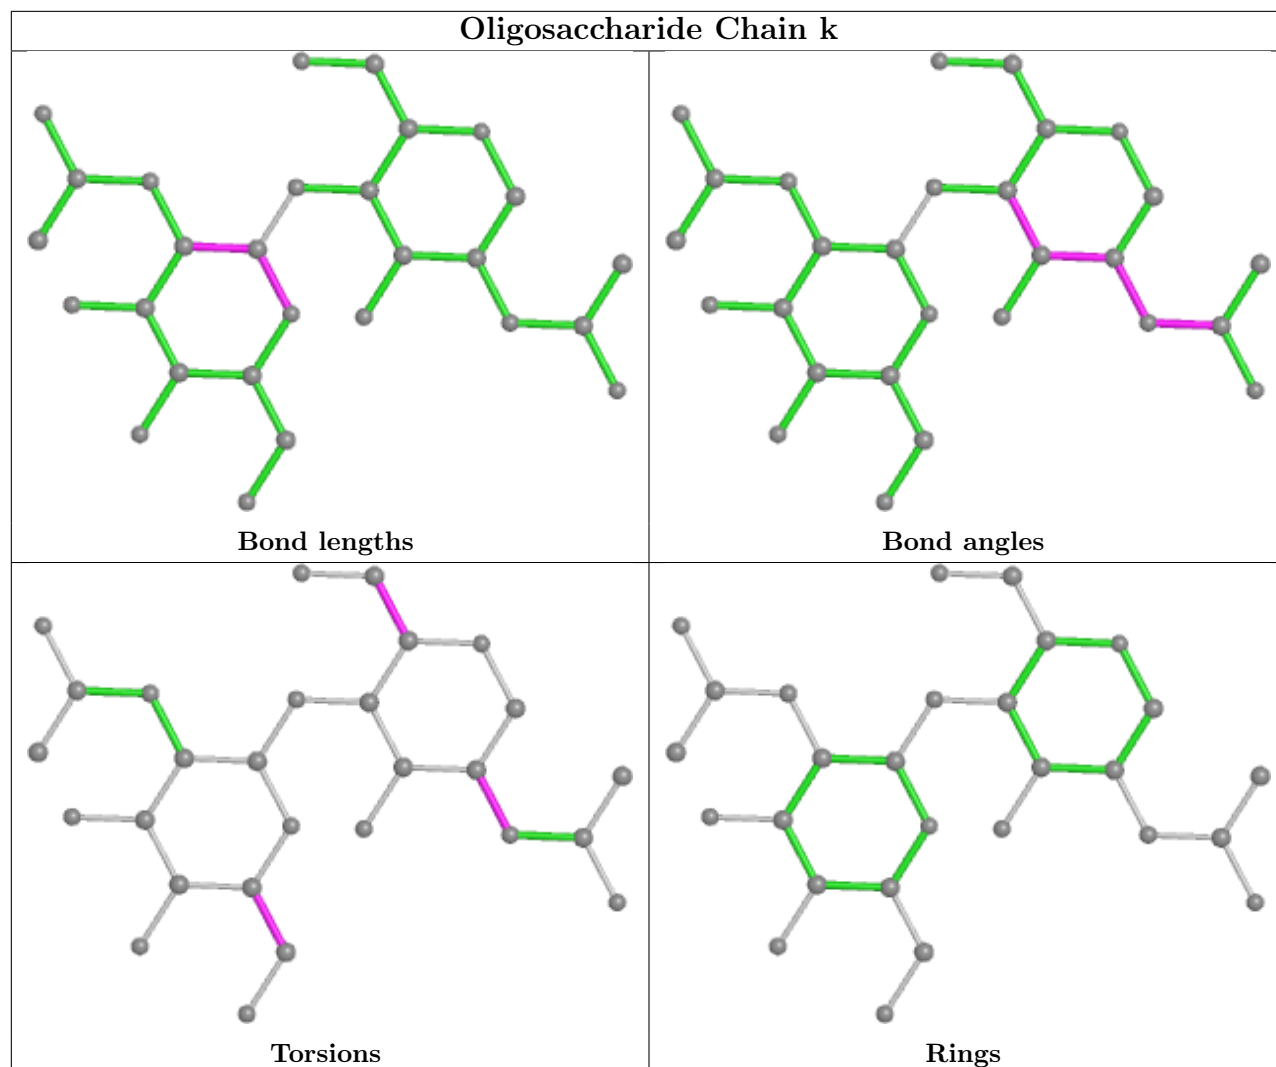 Oligosaccharide Chain k
Bond lengths
Bond angles
Torsions
Rings